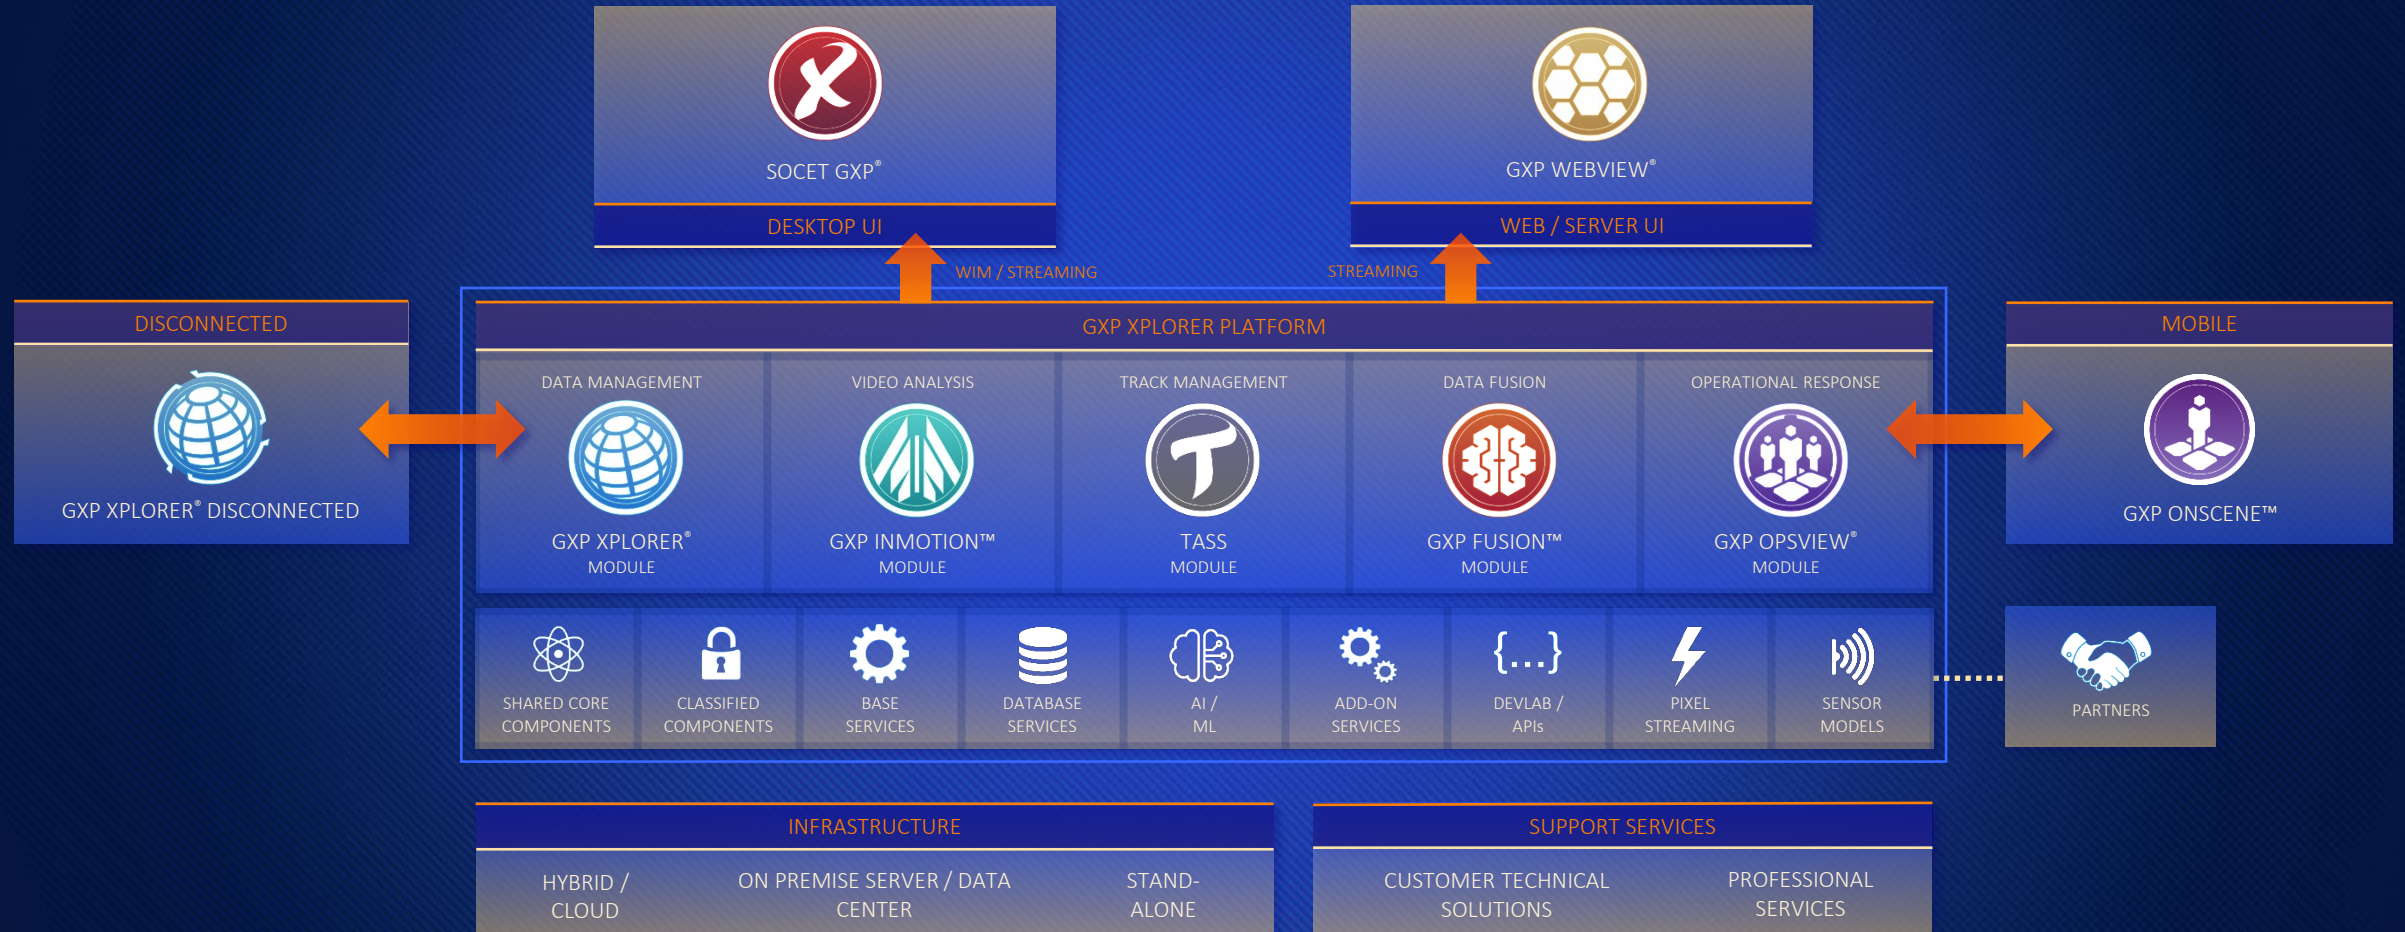 SOCET GXP®
DESKTOP UI
GXP WEBVIEW®
WEB / SERVER UI
WIM / STREAMING
STREAMING
DISCONNECTED
GXP XPLORER® DISCONNECTED
GXP XPLORER PLATFORM
DATA MANAGEMENT
GXP XPLORER®
MODULE
VIDEO ANALYSIS
GXP INMOTION™
MODULE
TRACK MANAGEMENT
T
TASS
MODULE
DATA FUSION
GXP FUSION™
MODULE
OPERATIONAL RESPONSE
GXP OPSVIEW®
MODULE
MOBILE
GXP ONSCENE™
SHARED CORE
COMPONENTS
CLASSIFIED
COMPONENTS
BASE
SERVICES
DATABASE
SERVICES
AI /
ML
ADD-ON
SERVICES
{...}
DEVLAB /
APIs
PIXEL
STREAMING
SENSOR
MODELS
PARTNERS
INFRASTRUCTURE
HYBRID /
CLOUD
ON PREMISE SERVER / DATA
CENTER
STAND-
ALONE
SUPPORT SERVICES
CUSTOMER TECHNICAL
SOLUTIONS
PROFESSIONAL
SERVICES